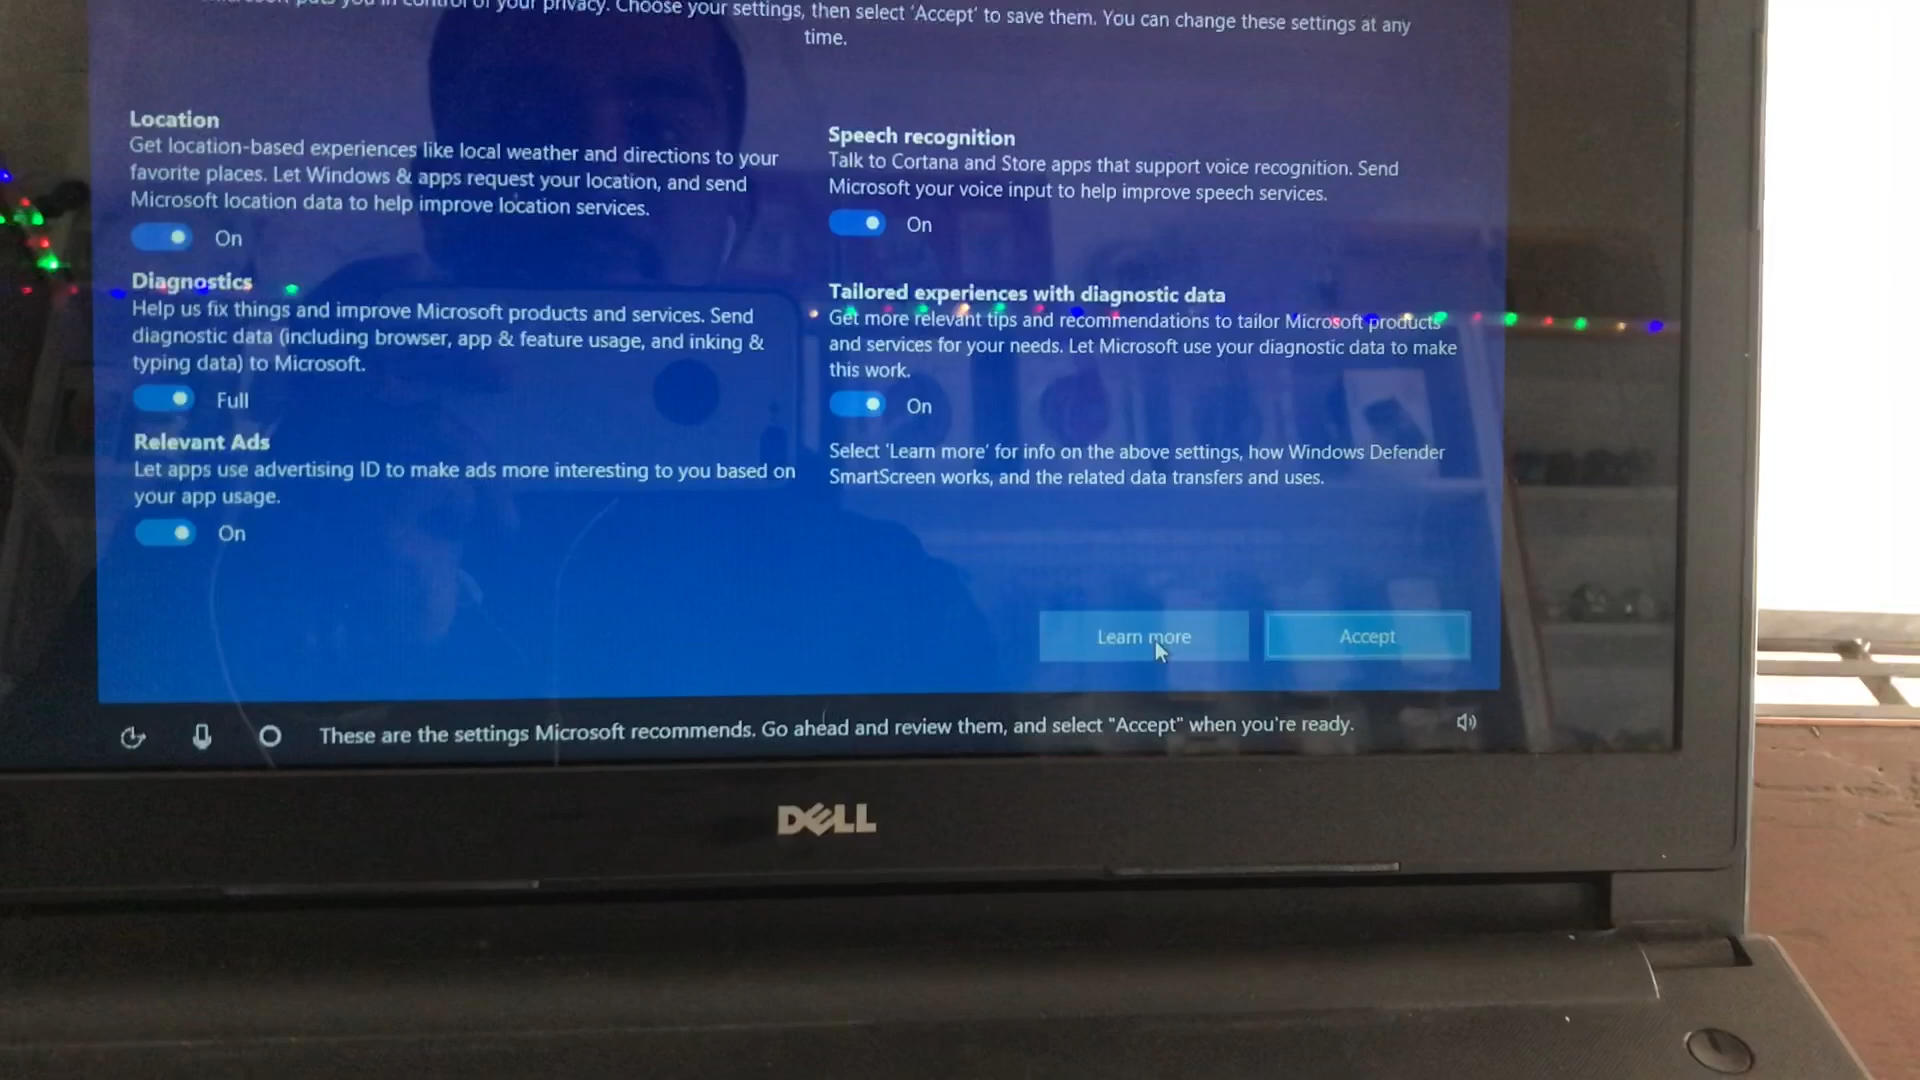 puts you in control of your privacy. Choose your settings, then select 'Accept' to save them. You can change these settings at any
time.
Location
Get location-based experiences like local weather and directions to your
favorite places. Let Windows & apps request your location, and send
Microsoft location data to help improve location services.
On
Diagnostics
Help us fix things and improve Microsoft products and services. Send
diagnostic data (including browser, app & feature usage, and inking &
typing data) to Microsoft.
Full
Relevant Ads
Let apps use advertising ID to make ads more interesting to you based on
your app usage.
On
Speech recognition
Talk to Cortana and Store apps that support voice recognition. Send
Microsoft your voice input to help improve speech services.
On
Tailored experiences with diagnostic data
Get more relevant tips and recommendations to tailor Microsoft products
and services for your needs. Let Microsoft use your diagnostic data to make
this work.
On
Select 'Learn more' for info on the above settings, how Windows Defender
SmartScreen works, and the related data transfers and uses.
Learn more
Accept
These are the settings Microsoft recommends. Go ahead and review them, and select "Accept" when you're ready.
DELL